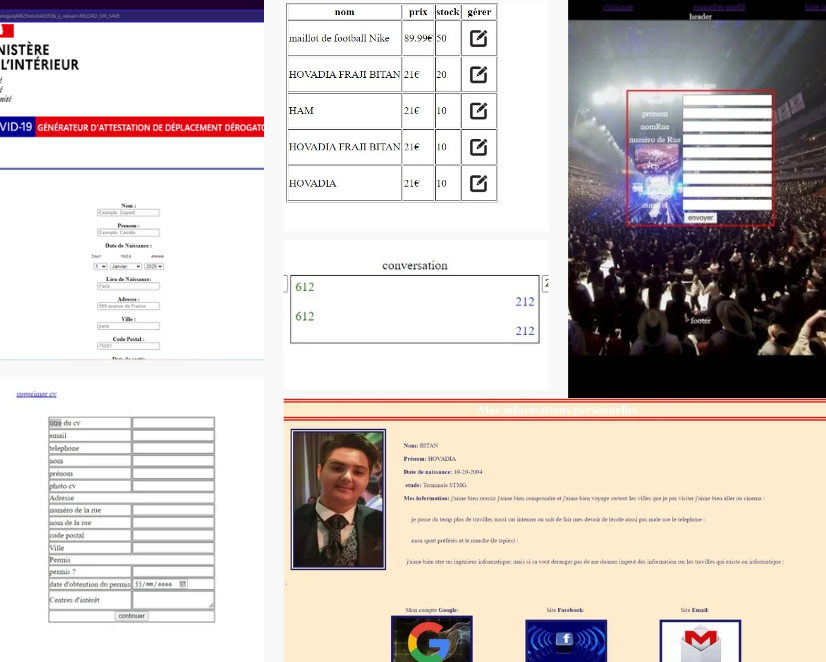 NISTÈRE
L'INTÉRIEUR
VID-19 GÉNÉRATEUR D'ATTESTATION DE DÉPLACEMENT DÉROGATO
Nom :
Exemple Dupont
Prenom :
Exemple Camille
Date de Naissance :
Jour Mois Annee
1 Janvier 2020
Lieu de Naissance:
Paris
Adresse :
999 avenue de France
Ville :
paris
Code Postal :
75001
nom prix stock gérer
maillot de football Nike 89.99€ 50
HOVADIA FRAJI BITAN 21€ 20
HAM 21€ 10
HOVADIA FRAJI BITAN 21€ 10
HOVADIA 21€ 10
conversation
612
212
612
212
header
prenom
nomRue
numéro de Rue
envoyer
footer
supprimer cv
titre du cv
email
telephone
nom
prénom
photo cv
Adresse
numéro de la rue
nom de la rue
code postal
Ville
Permis
permis ?
date d'obtention du permis jj/mm/aaaa
Centres d'intérêt
continuer
Mes informations personnelles
Nom: BITAN
Prénom: HOVADIA
Date de naissance: 10-29-2004
etude: Terminale STMG
Mes information: j'aime bien reussir j'aime bien comprendre et j'aime bien voyage surtout les villes que je pas visiter j'aime bien aller au cinema :
je passe du temp plus de travilles aussi sur internet on soit de fair mes devoir de lécole aussi pas mode sur le telephone :
mon sport préférés et le marche (le tapies) :
j'aime bien etre un ingénieur informatique; mais si sa vout deranger pas de me donner impeut des information sur les travilles qui existe en informatique :
Mon compte Google: Site Facebook: Site Email: